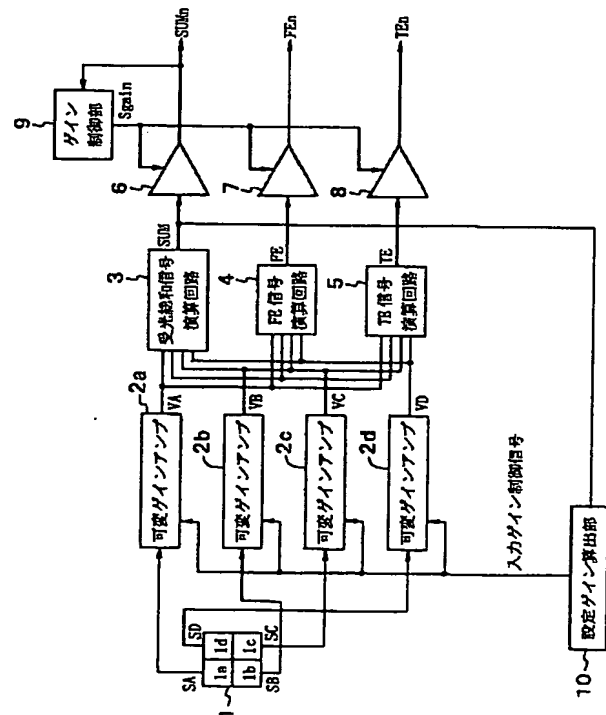 9
ゲイン
制御部
Sgain
SUMn
FEn
TEn
6
7
8
SUM
FE
TE
3
受光総和信号
演算回路
4
FE信号
演算回路
5
TE信号
演算回路
2a
可変ゲインアンプ
VA
2b
可変ゲインアンプ
VB
2c
可変ゲインアンプ
VC
2d
可変ゲインアンプ
VD
SA
SD
1a
1d
1b
1c
SB
SC
1
入力ゲイン制御信号
設定ゲイン算出部
10